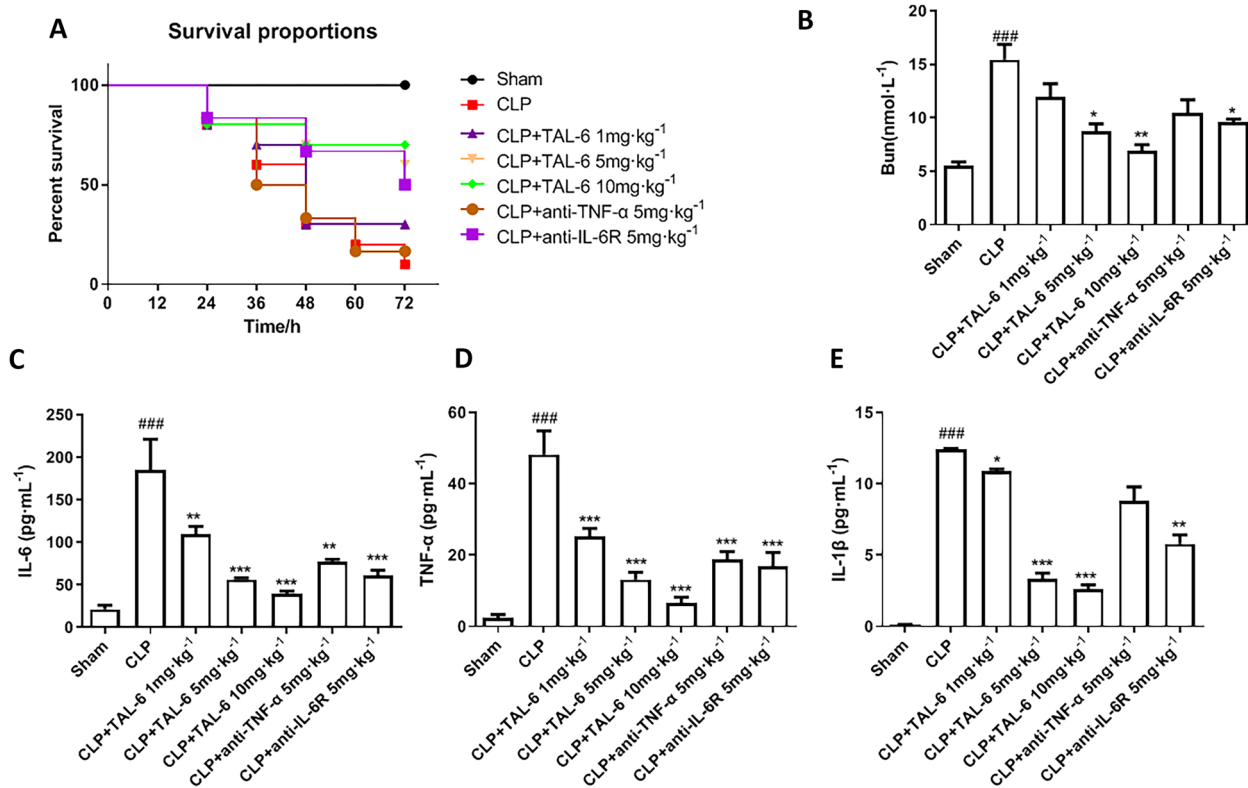 A
Survival proportions
Percent survival
100
50
0
0 12 24 36 48 60 72
Time/h
Sham
CLP
CLP+TAL-6 1mg·kg⁻¹
CLP+TAL-6 5mg·kg⁻¹
CLP+TAL-6 10mg·kg⁻¹
CLP+anti-TNF-α 5mg·kg⁻¹
CLP+anti-IL-6R 5mg·kg⁻¹
B
Bun(nmol·L⁻¹)
20
15
10
5
0
###
*
**
*
Sham
CLP
CLP+TAL-6 1mg·kg⁻¹
CLP+TAL-6 5mg·kg⁻¹
CLP+TAL-6 10mg·kg⁻¹
CLP+anti-TNF-α 5mg·kg⁻¹
CLP+anti-IL-6R 5mg·kg⁻¹
C
IL-6 (pg·mL⁻¹)
250
200
150
100
50
0
###
**
***
***
**
***
Sham
CLP
CLP+TAL-6 1mg·kg⁻¹
CLP+TAL-6 5mg·kg⁻¹
CLP+TAL-6 10mg·kg⁻¹
CLP+anti-TNF-α 5mg·kg⁻¹
CLP+anti-IL-6R 5mg·kg⁻¹
D
TNF-α (pg·mL⁻¹)
60
40
20
0
###
***
***
***
***
***
Sham
CLP
CLP+TAL-6 1mg·kg⁻¹
CLP+TAL-6 5mg·kg⁻¹
CLP+TAL-6 10mg·kg⁻¹
CLP+anti-TNF-α 5mg·kg⁻¹
CLP+anti-IL-6R 5mg·kg⁻¹
E
IL-1β (pg·mL⁻¹)
15
10
5
0
###
*
***
***
**
Sham
CLP
CLP+TAL-6 1mg·kg⁻¹
CLP+TAL-6 5mg·kg⁻¹
CLP+TAL-6 10mg·kg⁻¹
CLP+anti-TNF-α 5mg·kg⁻¹
CLP+anti-IL-6R 5mg·kg⁻¹